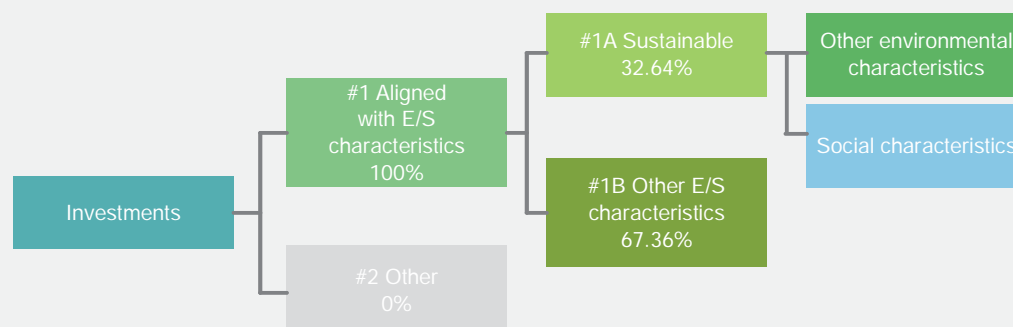 Investments
#1 Aligned
with E/S
characteristics
100%
#2 Other
0%
#1A Sustainable
32.64%
#1B Other E/S
characteristics
67.36%
Other environmental
characteristics
Social characteristics